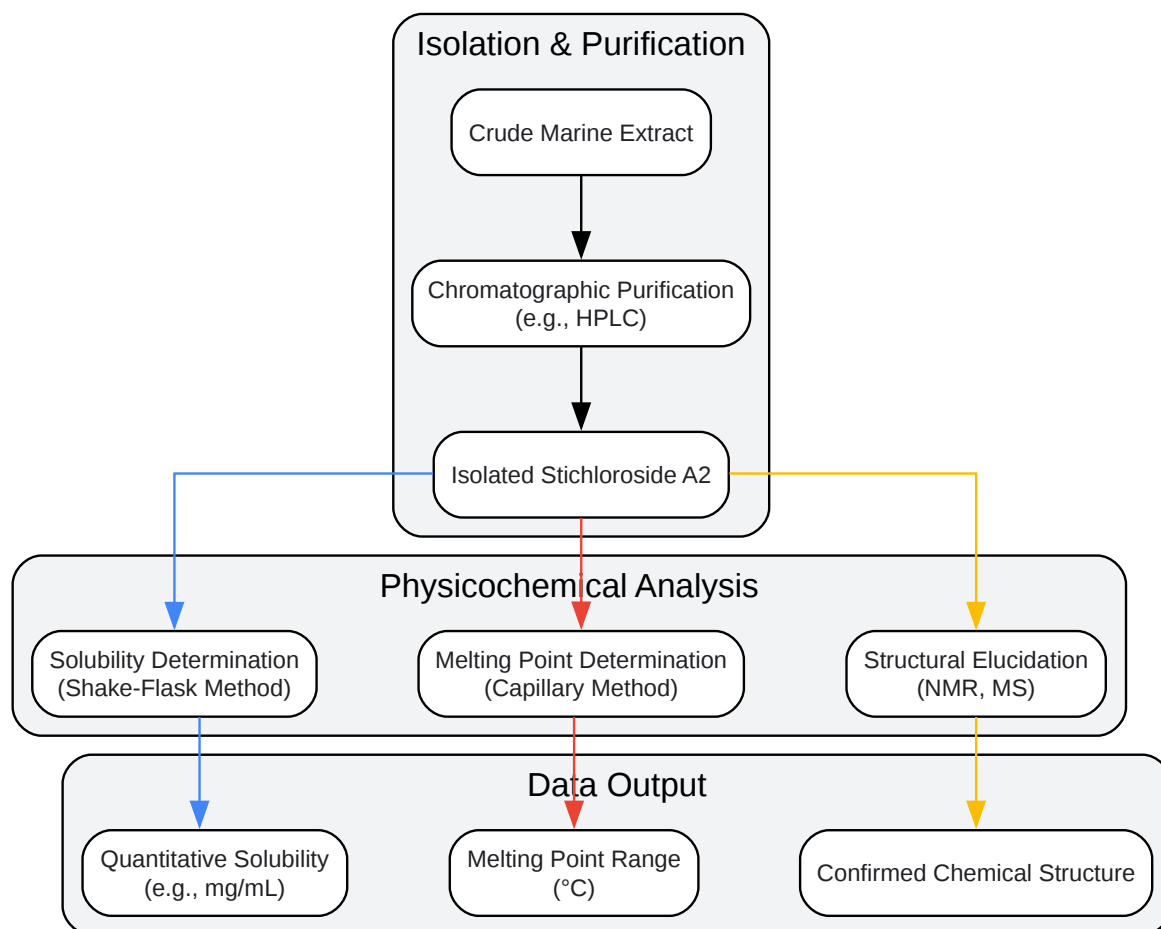 Isolation & Purification
Crude Marine Extract
Chromatographic Purification
(e.g., HPLC)
Isolated Stichloroside A2
Physicochemical Analysis
Solubility Determination
(Shake-Flask Method)
Melting Point Determination
(Capillary Method)
Structural Elucidation
(NMR, MS)
Data Output
Quantitative Solubility
(e.g., mg/mL)
Melting Point Range
(°C)
Confirmed Chemical Structure